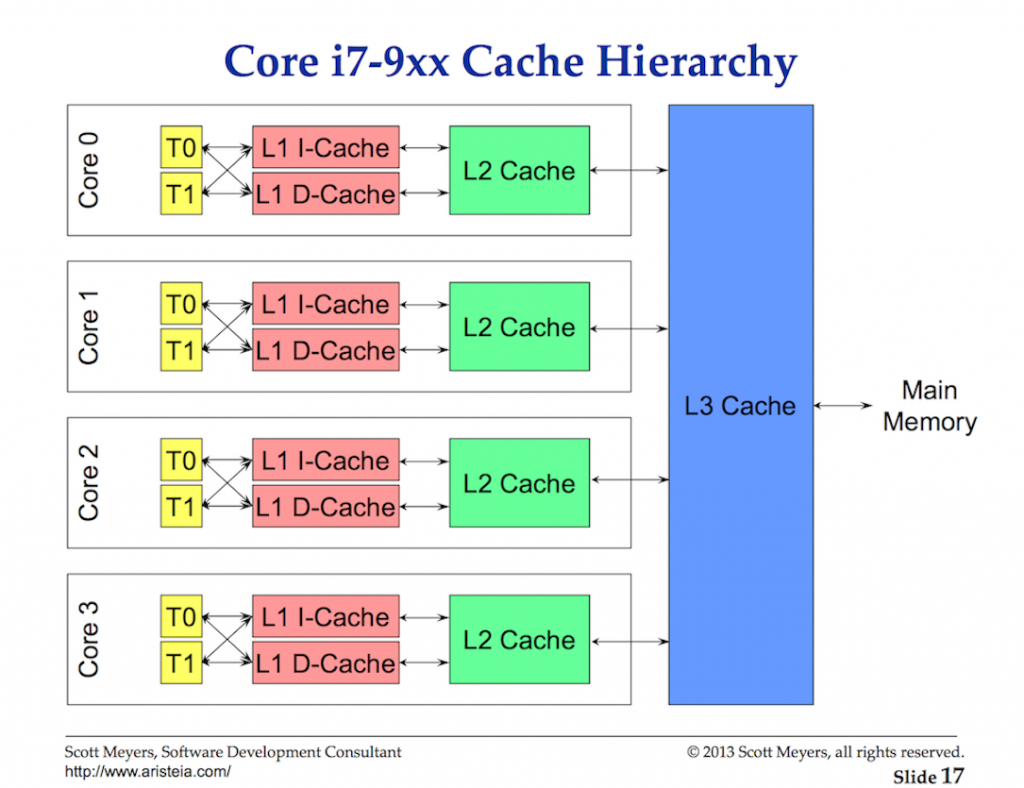 Core i7-9xx Cache Hierarchy
Core 0
T0
L1 I-Cache
T1
L1 D-Cache
L2 Cache
Core 1
T0
L1 I-Cache
T1
L1 D-Cache
L2 Cache
Core 2
T0
L1 I-Cache
T1
L1 D-Cache
L2 Cache
Core 3
T0
L1 I-Cache
T1
L1 D-Cache
L2 Cache
L3 Cache
Main
Memory
Scott Meyers, Software Development Consultant
http://www.aristeia.com/
© 2013 Scott Meyers, all rights reserved.
Slide 17